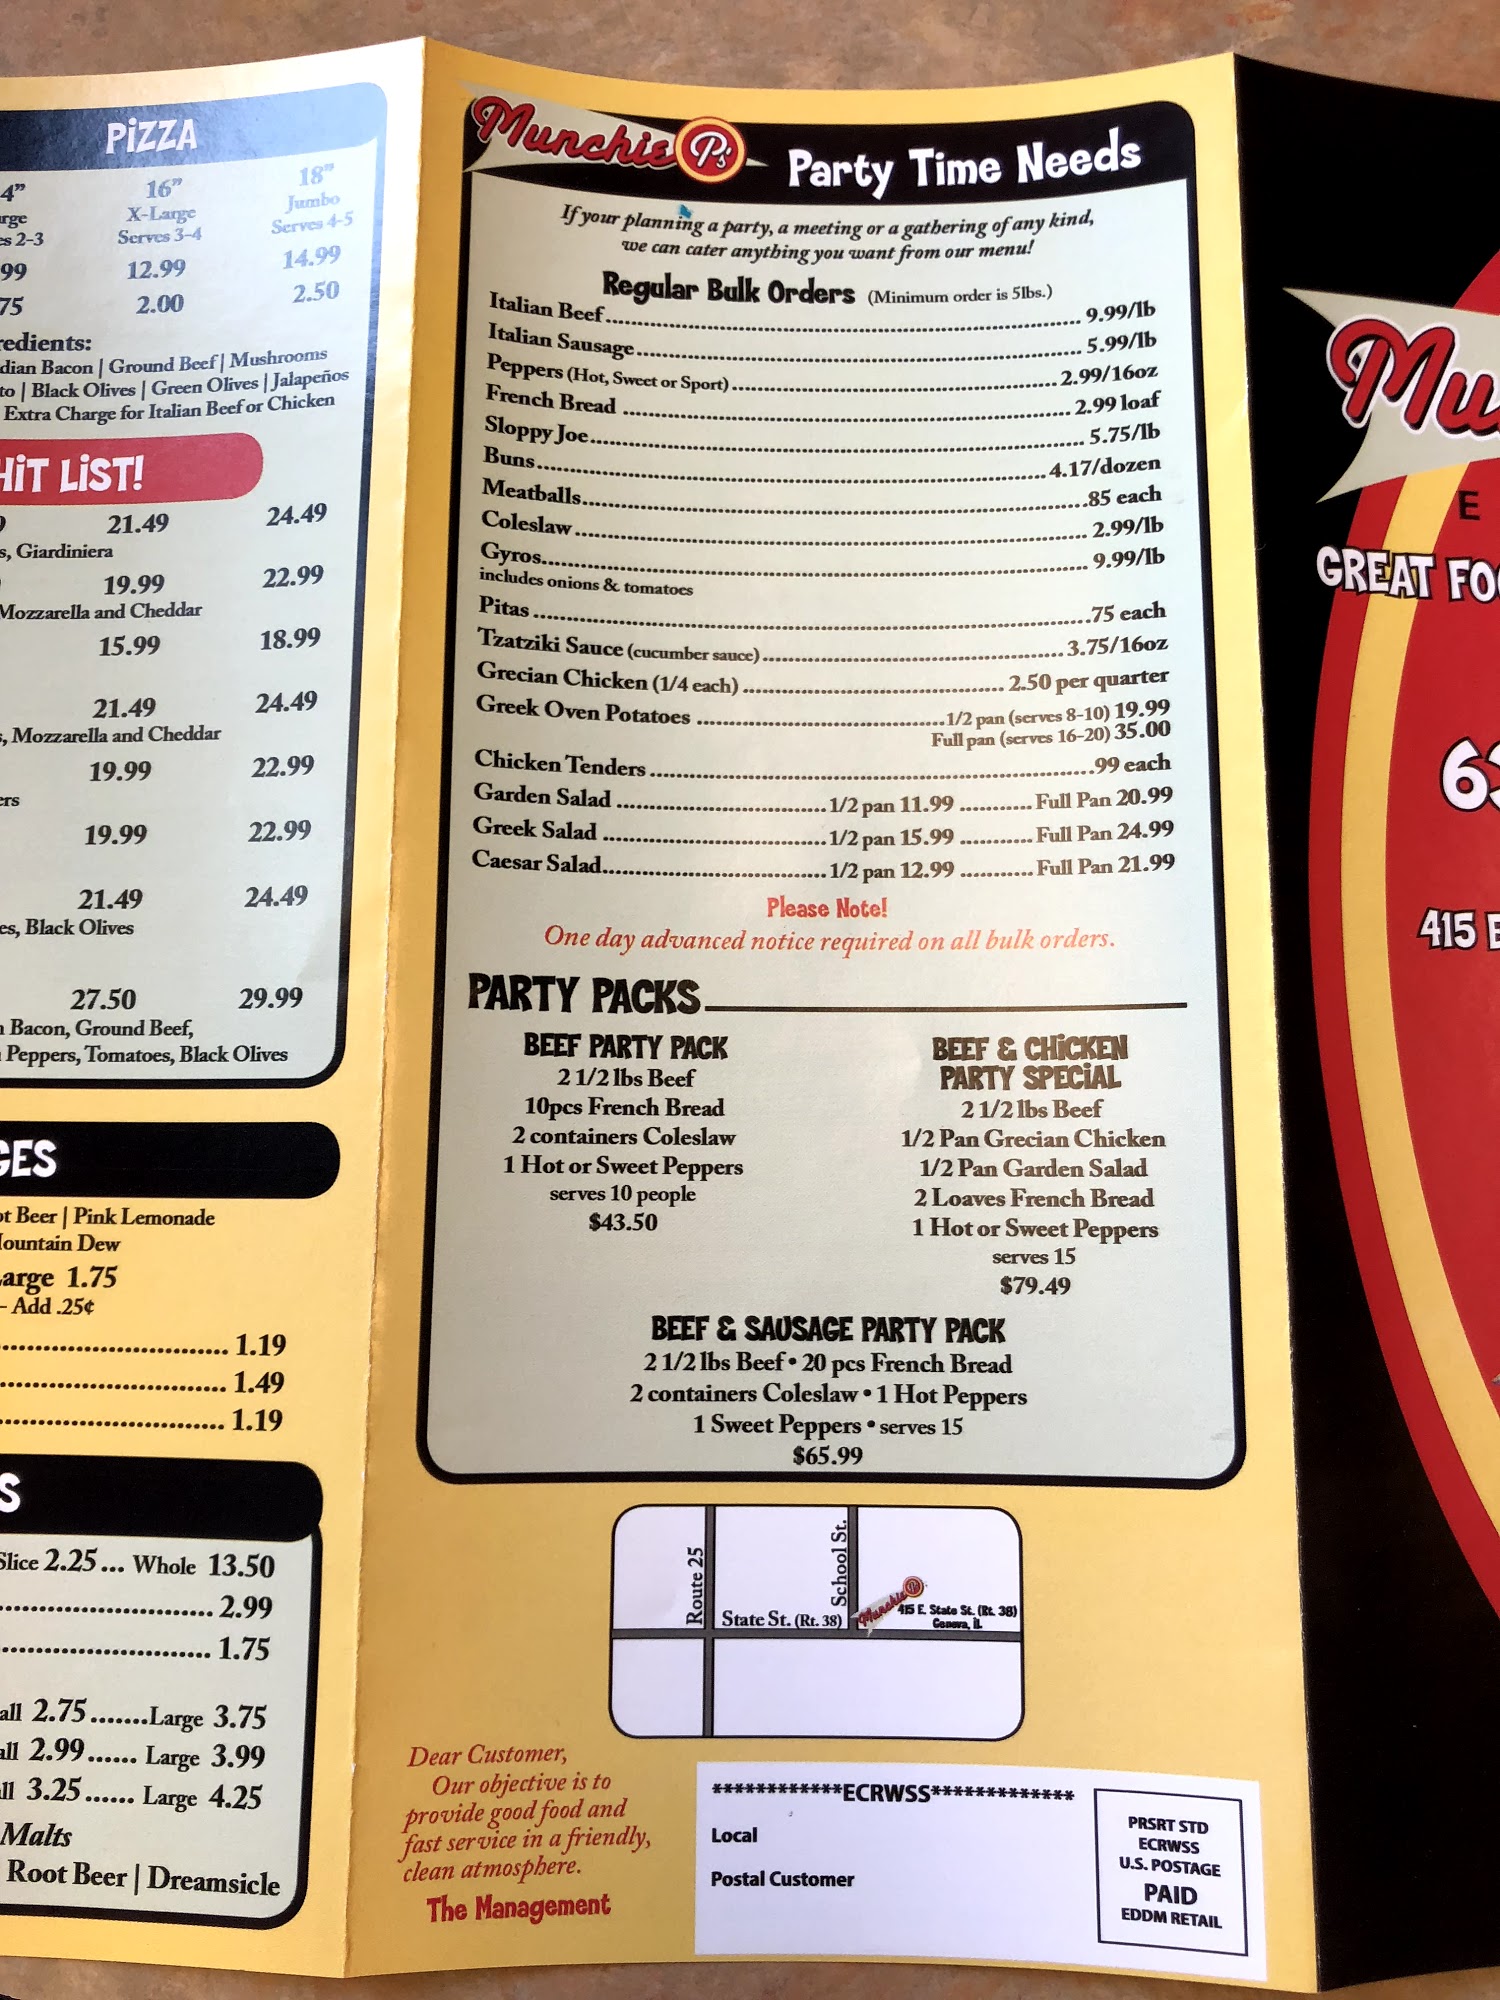 PiZZA
4"
16"
18"
X-Large
Jumbo
2-3
Serves 3-4
Serves 4-5
99
12.99
14.99
75
2.00
2.50
Bacon | Ground Beef | Mushrooms
| Black Olives | Green Olives | Jalapeños
Extra Charge for Italian Beef or Chicken
HiT LiST!
21.49
24.49
Giardiniera
19.99
22.99
Mozzarella and Cheddar
15.99
18.99
21.49
24.49
Mozzarella and Cheddar
19.99
22.99
19.99
22.99
21.49
24.49
Black Olives
27.50
29.99
Bacon, Ground Beef,
Peppers, Tomatoes, Black Olives
Beer | Pink Lemonade
Mountain Dew
Large 1.75
– Add .25¢
1.19
1.49
1.19
Slice 2.25... Whole 13.50
2.99
1.75
2.75.......Large 3.75
2.99...... Large 3.99
3.25...... Large 4.25
Malts
Root Beer | Dreamsicle
Munchie P's Party Time Needs
If your planning a party, a meeting or a gathering of any kind,
we can cater anything you want from our menu!
Regular Bulk Orders (Minimum order is 5lbs.)
Italian Beef 9.99/lb
Italian Sausage 5.99/lb
Peppers (Hot, Sweet or Sport) 2.99/16oz
French Bread 2.99 loaf
Sloppy Joe 5.75/lb
Buns 4.17/dozen
Meatballs .85 each
Coleslaw 2.99/lb
Gyros 9.99/lb
includes onions & tomatoes
Pitas .75 each
Tzatziki Sauce (cucumber sauce) 3.75/16oz
Grecian Chicken (1/4 each) 2.50 per quarter
Greek Oven Potatoes 1/2 pan (serves 8-10) 19.99
Full pan (serves 16-20) 35.00
Chicken Tenders .99 each
Garden Salad 1/2 pan 11.99 Full Pan 20.99
Greek Salad 1/2 pan 15.99 Full Pan 24.99
Caesar Salad 1/2 pan 12.99 Full Pan 21.99
Please Note!
One day advanced notice required on all bulk orders.
PARTY PACKS
BEEF PARTY PACK
2 1/2 lbs Beef
10pcs French Bread
2 containers Coleslaw
1 Hot or Sweet Peppers
serves 10 people
$43.50
BEEF & CHiCKEN
PARTY SPECiAL
2 1/2 lbs Beef
1/2 Pan Grecian Chicken
1/2 Pan Garden Salad
2 Loaves French Bread
1 Hot or Sweet Peppers
serves 15
$79.49
BEEF & SAUSAGE PARTY PACK
2 1/2 lbs Beef • 20 pcs French Bread
2 containers Coleslaw • 1 Hot Peppers
1 Sweet Peppers • serves 15
$65.99
Route 25
School St.
State St. (Rt. 38)
Munchie P's
415 E. State St. (Rt. 38)
Geneva, iL
Dear Customer,
Our objective is to
provide good food and
fast service in a friendly,
clean atmosphere.
The Management
************ECRWSS*************
Local
Postal Customer
PRSRT STD
ECRWSS
U.S. POSTAGE
PAID
EDDM RETAIL
Mu
E
GREAT FO
63
415 E